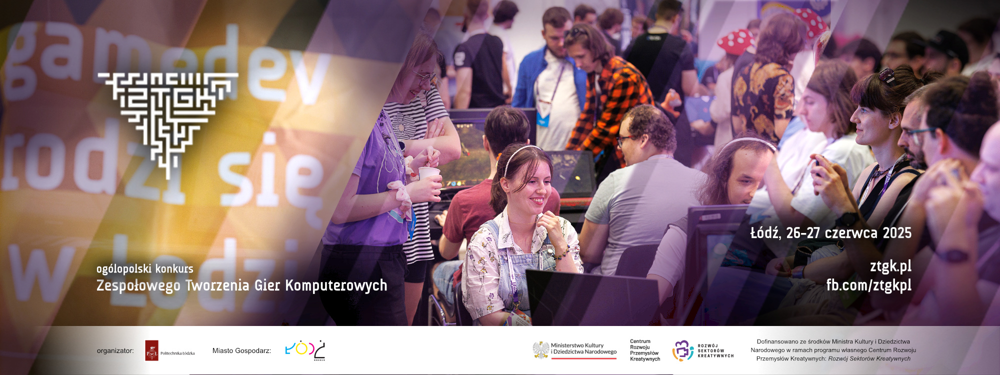 gamedev
rodzi się
w Łodzi
ZTGK
ogólopolski konkurs
Zespołowego Tworzenia Gier Komputerowych
Łódź, 26-27 czerwca 2025
ztgk.pl
fb.com/ztgkpl
organizator:
Politechnika Łódzka
Miasto Gospodarz:
ŁÓDŹ
KREUJE
Ministerstwo Kultury
i Dziedzictwa Narodowego
Centrum
Rozwoju
Przemysłów
Kreatywnych
ROZWÓJ
SEKTORÓW
KREATYWNYCH
Dofinansowano ze środków Ministra Kultury i Dziedzictwa
Narodowego w ramach programu własnego Centrum Rozwoju
Przemysłów Kreatywnych: Rozwój Sektorów Kreatywnych